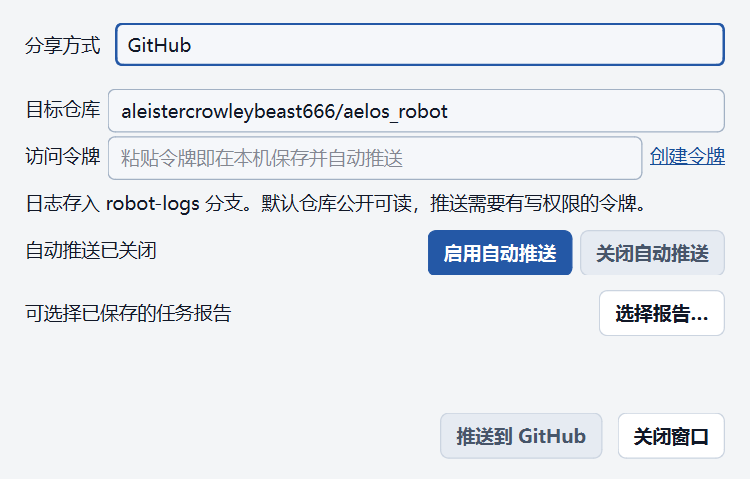 分享方式 GitHub
目标仓库 aleistercrowleybeast666/aelos_robot
访问令牌 粘贴令牌即在本机保存并自动推送 创建令牌
日志存入 robot-logs 分支。默认仓库公开可读，推送需要有写权限的令牌。
自动推送已关闭 启用自动推送 关闭自动推送
可选择已保存的任务报告 选择报告...
推送到 GitHub 关闭窗口